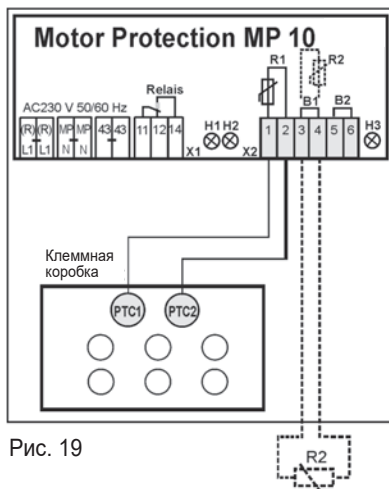 Motor Protection MP 10
R1
R2
Relais
B1 B2
AC230 V 50/60 Hz
(R) (R) MP MP 43 43 11 12 14
L1 L1 N N
X1
H1 H2
X2
1 2 3 4 5 6
H3
Клеммная
коробка
PTC1 PTC2
Рис. 19
R2